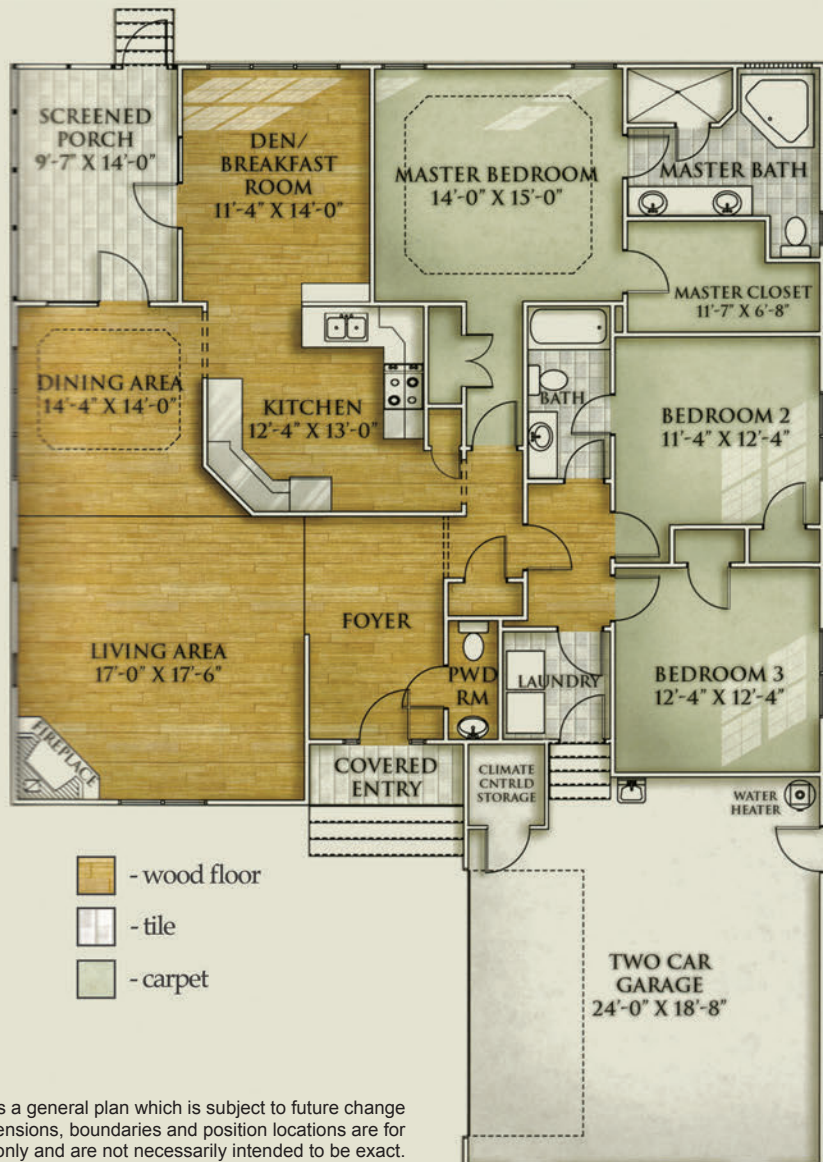 SCREENED
PORCH
9'-7" X 14'-0"
DEN/
BREAKFAST
ROOM
11'-4" X 14'-0"
MASTER BEDROOM
14'-0" X 15'-0"
MASTER BATH
MASTER CLOSET
11'-7" X 6'-8"
DINING AREA
14'-4" X 14'-0"
KITCHEN
12'-4" X 13'-0"
BATH
BEDROOM 2
11'-4" X 12'-4"
FOYER
LIVING AREA
17'-0" X 17'-6"
PWD
RM
LAUNDRY
BEDROOM 3
12'-4" X 12'-4"
FIREPLACE
COVERED
ENTRY
CLIMATE
CNTRLD
STORAGE
WATER
HEATER
- wood floor
- tile
- carpet
TWO CAR
GARAGE
24'-0" X 18'-8"
s a general plan which is subject to future change
ensions, boundaries and position locations are for
only and are not necessarily intended to be exact.